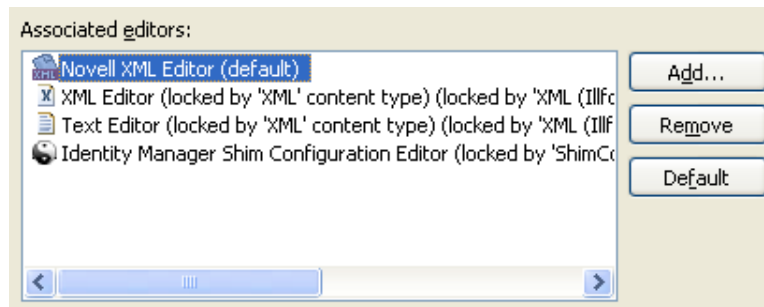 Associated editors:
Novell XML Editor (default)
XML Editor (locked by 'XML' content type) (locked by 'XML (Illfo
Text Editor (locked by 'XML' content type) (locked by 'XML (Illf
Identity Manager Shim Configuration Editor (locked by 'ShimCo
Add...
Remove
Default